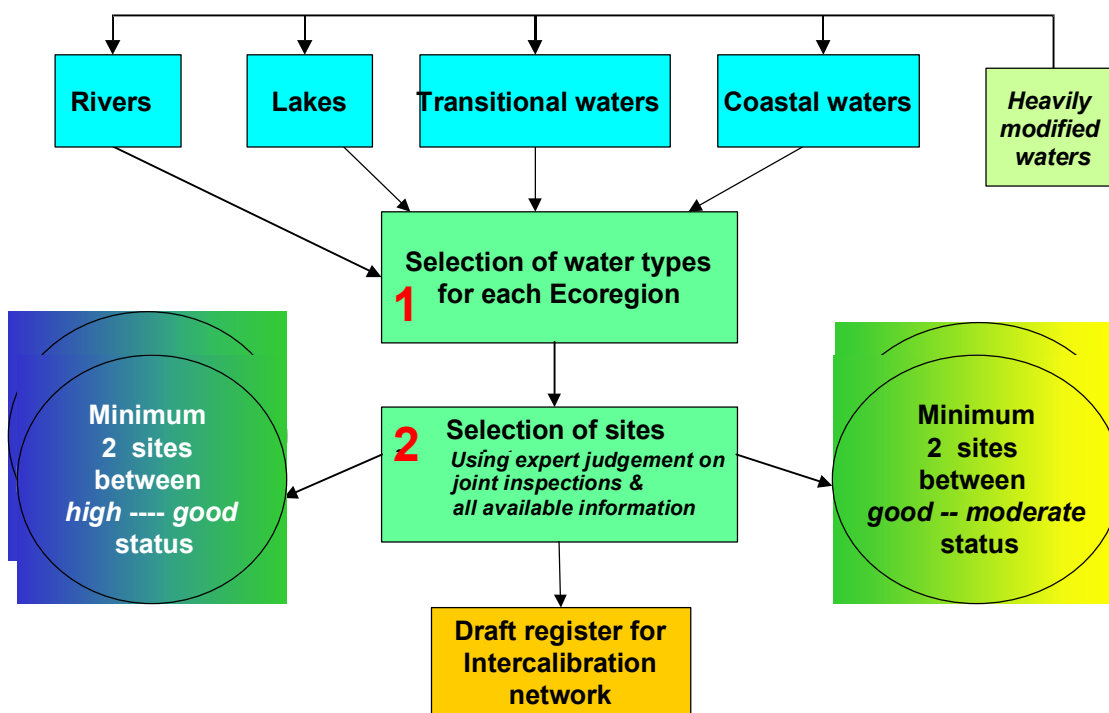 Rivers
Lakes
Transitional waters
Coastal waters
Heavily
modified
waters
Selection of water types
for each Ecoregion
1
Minimum
2 sites
between
high ---- good
status
2
Selection of sites
Using expert judgement on
joint inspections &
all available information
Minimum
2 sites
between
good -- moderate
status
Draft register for
Intercalibration
network